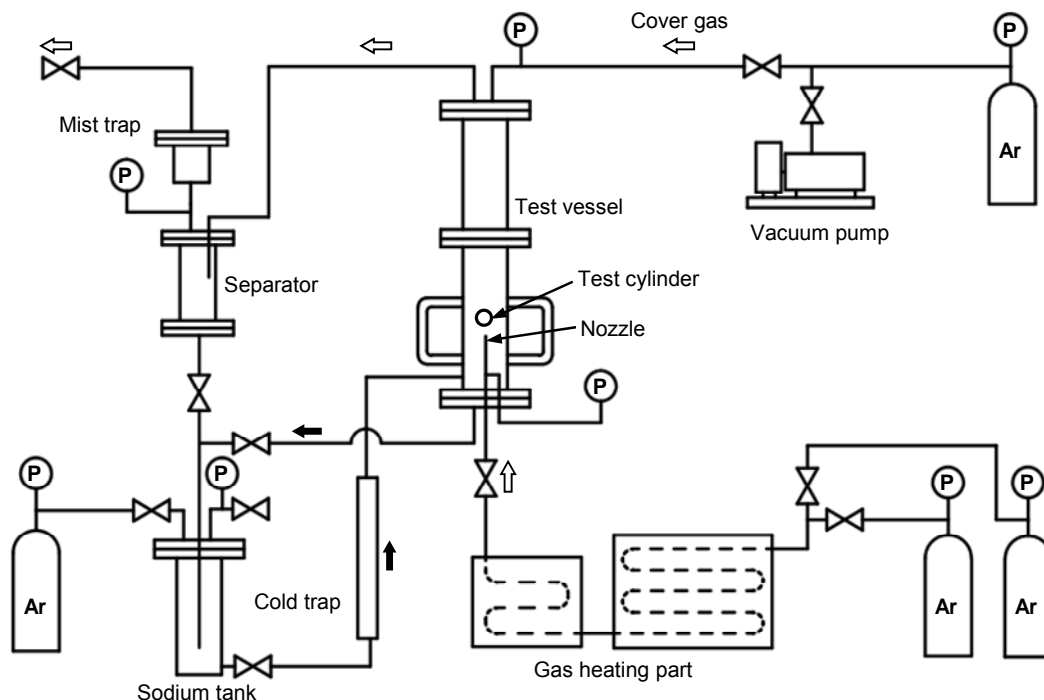 Cover gas
P
P
Mist trap
P
Ar
Test vessel
Vacuum pump
Separator
Test cylinder
Nozzle
P
P
P
P
P
Ar
Cold trap
Ar
Ar
Gas heating part
Sodium tank